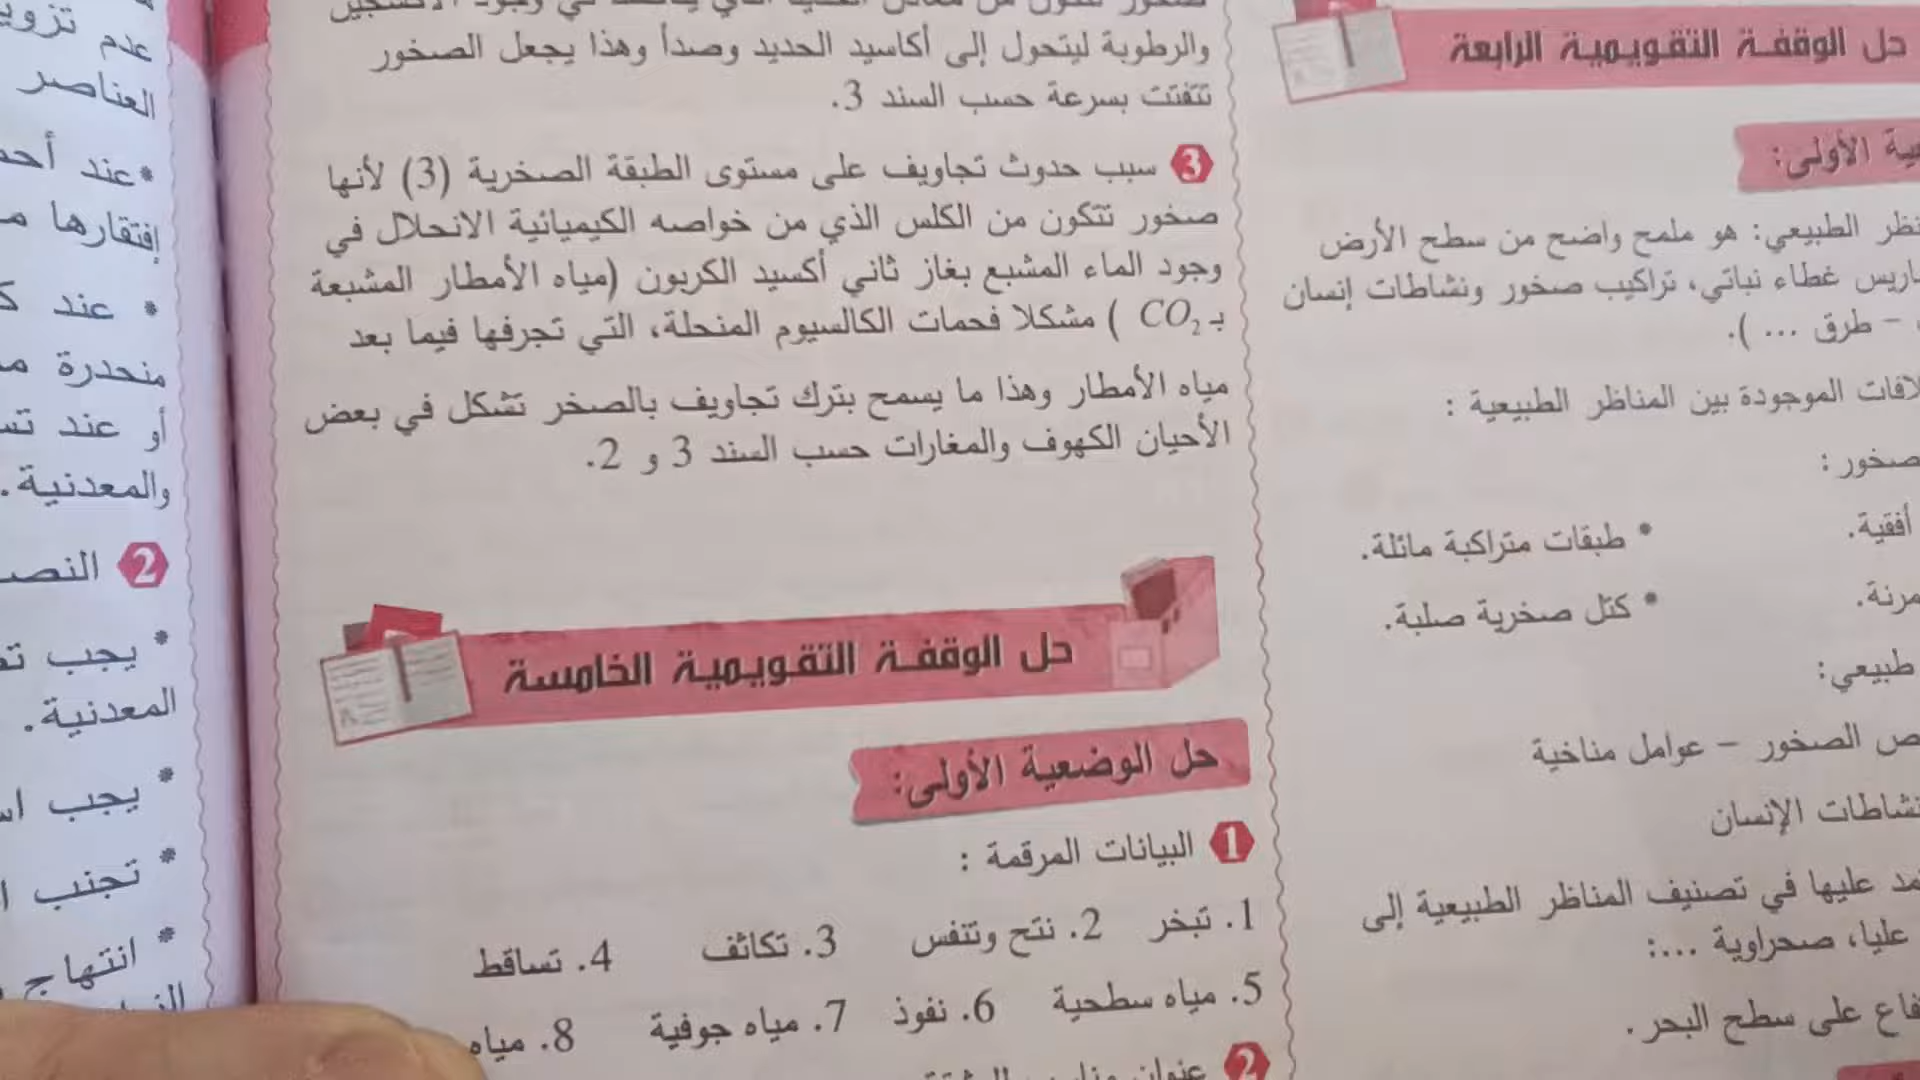 حل الوقفة التقويمية الرابعة
الأولى:
الطبيعي: هو ملمح واضح من سطح الأرض
غطاء نباتي، تراكيب صخور ونشاطات إنسان
– طرق ... ).
الموجودة بين المناظر الطبيعية :
صخور :
أفقية.
• طبقات متراكبة مائلة.
مرنة.
• كتل صخرية صلبة.
طبيعي:
الصخور – عوامل مناخية
نشاطات الإنسان
عليها في تصنيف المناظر الطبيعية إلى
عليا، صحراوية ...:
على سطح البحر.
والرطوبة ليتحول إلى أكاسيد الحديد وصدأ وهذا يجعل الصخور
تتفتت بسرعة حسب السند 3.
3 سبب حدوث تجاويف على مستوى الطبقة الصخرية (3) لأنها
صخور تتكون من الكلس الذي من خواصه الكيميائية الانحلال في
وجود الماء المشبع بغاز ثاني أكسيد الكربون (مياه الأمطار المشبعة
بـ CO₂ ) مشكلا فحمات الكالسيوم المنحلة، التي تجرفها فيما بعد
مياه الأمطار وهذا ما يسمح بترك تجاويف بالصخر تشكل في بعض
الأحيان الكهوف والمغارات حسب السند 3 و 2.
حل الوقفة التقويمية الخامسة
حل الوضعية الأولى:
1 البيانات المرقمة :
1. تبخر 2. نتح وتنفس 3. تكاثف 4. تساقط
5. مياه سطحية 6. نفوذ 7. مياه جوفية 8. مياه
2 عنوان
عدم
العناصر
*عند
إفتقارها
* عند
منحدرة
أو عند
والمعدنية.
2
* يجب
المعدنية.
* يجب
* تجنب
* انتهاج